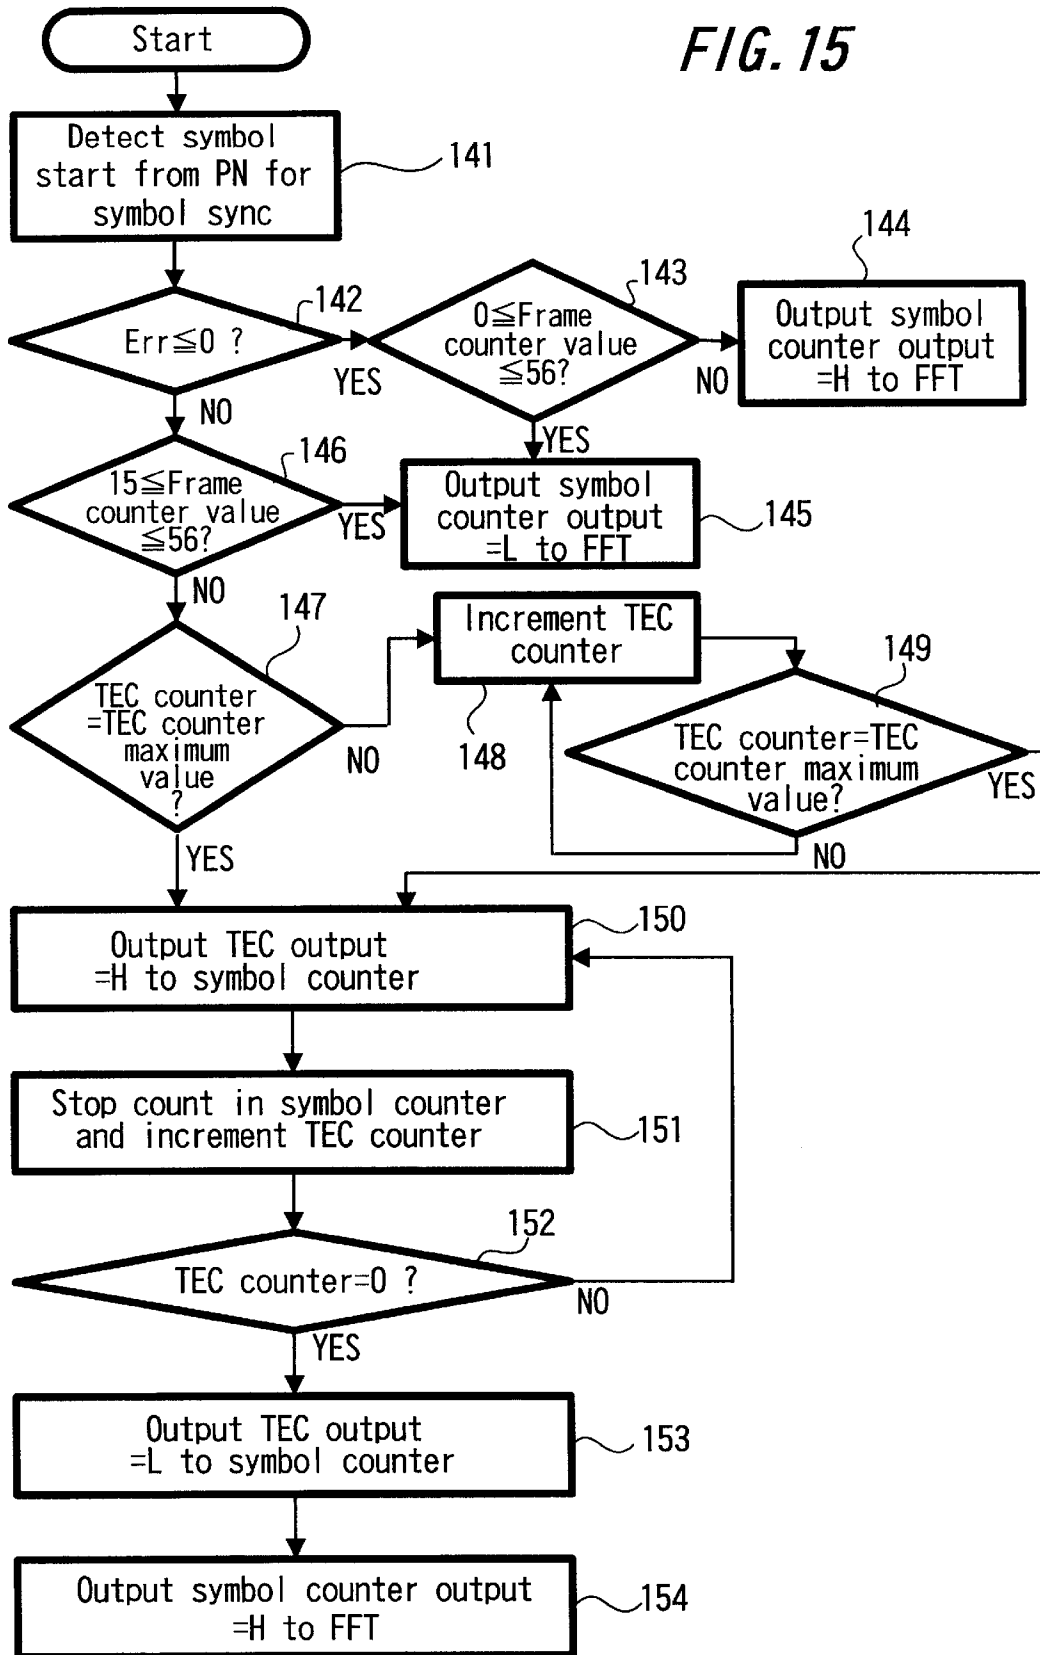 Start
FIG. 15
Detect symbol
start from PN for
symbol sync
141
Err≦0 ?
142
YES
NO
0≦Frame
counter value
≦56?
143
NO
YES
144
Output symbol
counter output
=H to FFT
15≦Frame
counter value
≦56?
146
YES
NO
Output symbol
counter output
=L to FFT
145
147
TEC counter
=TEC counter
maximum
value
?
NO
YES
Increment TEC
counter
148
149
TEC counter=TEC
counter maximum
value?
YES
NO
Output TEC output
=H to symbol counter
150
Stop count in symbol counter
and increment TEC counter
151
152
TEC counter=0 ?
NO
YES
Output TEC output
=L to symbol counter
153
Output symbol counter output
=H to FFT
154